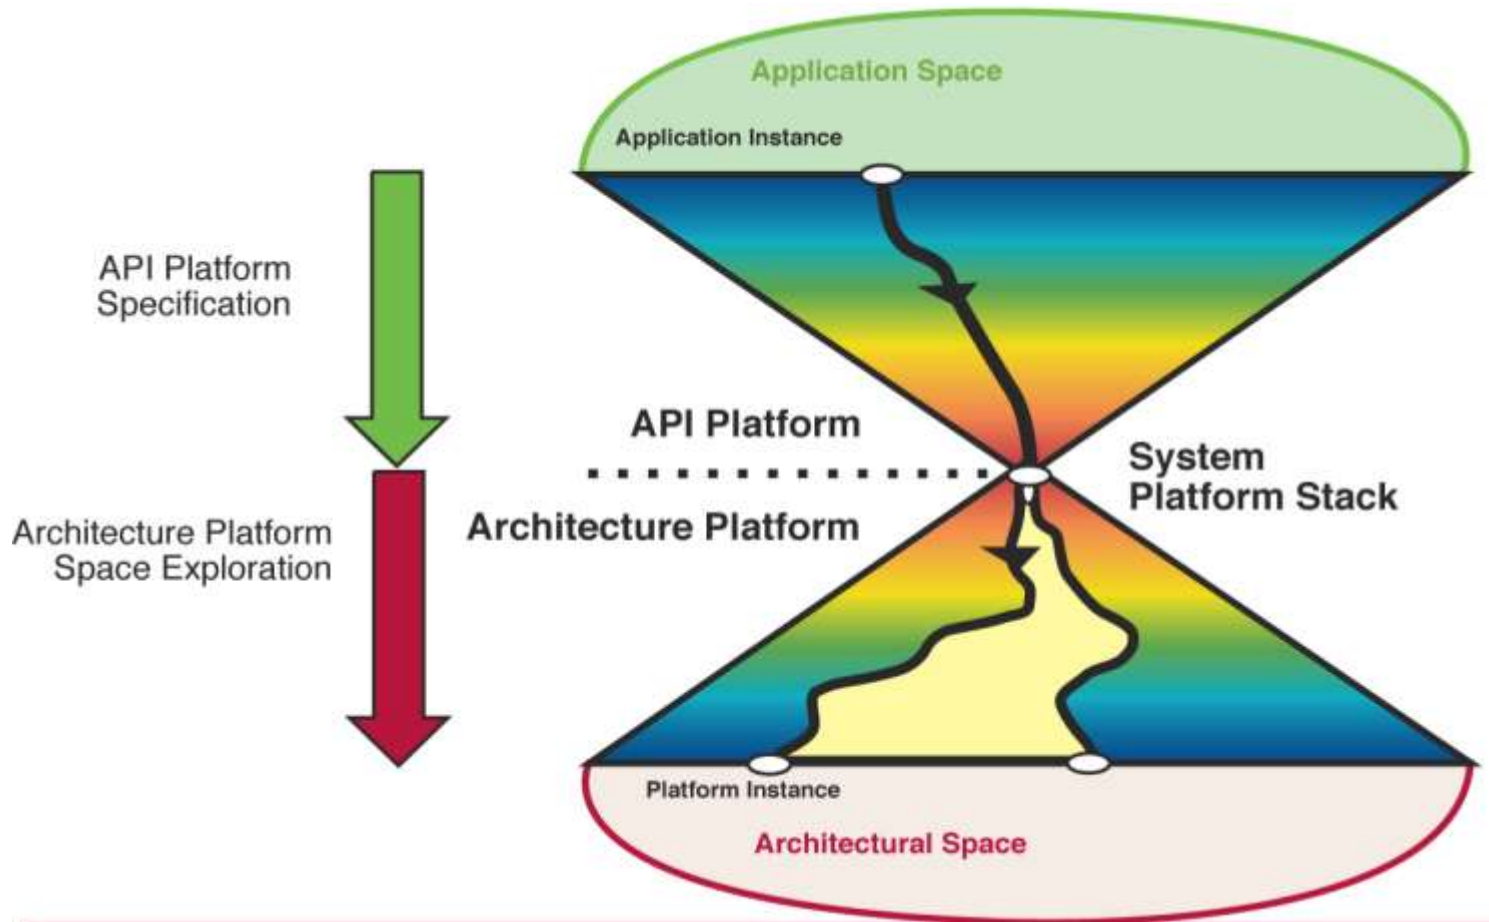 Application Space
Application Instance
API Platform
Specification
API Platform
System
Platform Stack
Architecture Platform
Architecture Platform
Space Exploration
Platform Instance
Architectural Space